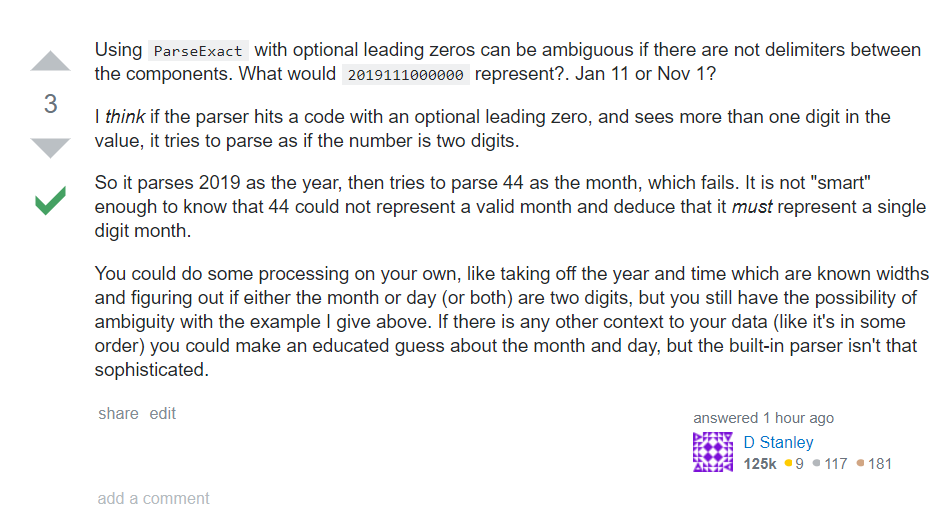 Using ParseExact with optional leading zeros can be ambiguous if there are not delimiters between
the components. What would 2019111000000 represent?. Jan 11 or Nov 1?
3
I think if the parser hits a code with an optional leading zero, and sees more than one digit in the
value, it tries to parse as if the number is two digits.
So it parses 2019 as the year, then tries to parse 44 as the month, which fails. It is not "smart"
enough to know that 44 could not represent a valid month and deduce that it must represent a single
digit month.
You could do some processing on your own, like taking off the year and time which are known widths
and figuring out if either the month or day (or both) are two digits, but you still have the possibility of
ambiguity with the example I give above. If there is any other context to your data (like it's in some
order) you could make an educated guess about the month and day, but the built-in parser isn't that
sophisticated.
share edit
answered 1 hour ago
D Stanley
125k 9 117 181
add a comment